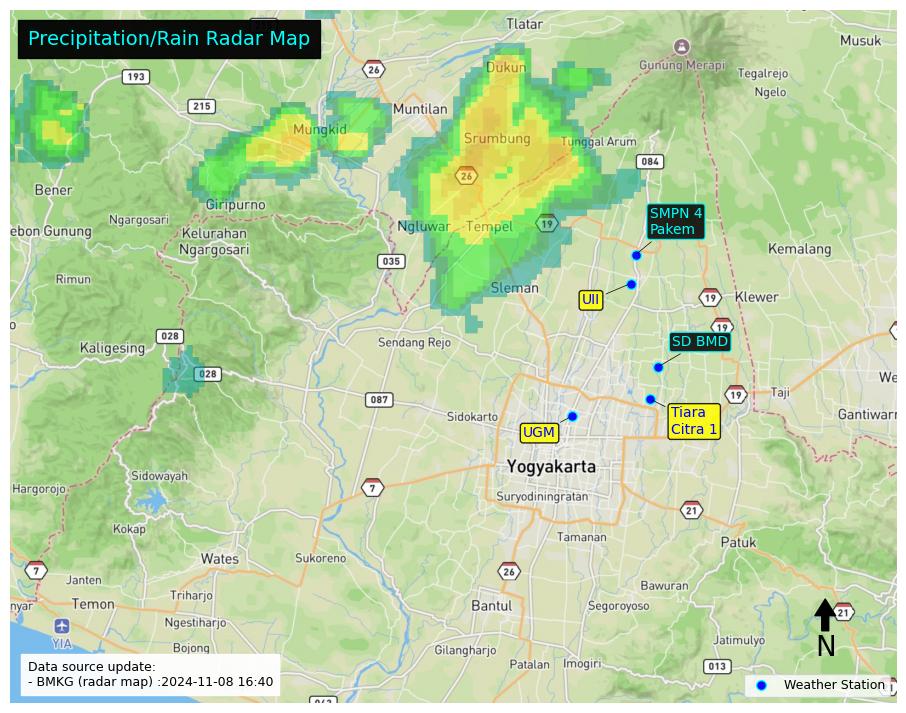 Precipitation/Rain Radar Map
Tlatar
Musuk
26
193
Dukun
Gunung Merapi
Tegalrejo
Ngelo
215
Muntilan
Mungkid
Srumbung
Tunggal Arum
084
26
Bener
Giripurno
SMPN 4
Pakem
Ngargosari
Ngluwar
Tempel
19
ebon Gunung
Kelurahan
Ngargosari
Kemalang
035
Rimun
Sleman
UII
19
Klewer
19
028
Kaligesing
Sendang Rejo
SD BMD
028
We
087
19
Taji
Sidokarto
Tiara
Citra 1
Gantiwarn
UGM
Yogyakarta
Sidowayah
7
Hargorojo
Suryodiningratan
21
Kokap
Tamanan
Patuk
Wates
Sukoreno
7
26
Janten
Bawuran
nyar
Temon
Triharjo
Bantul
Segoroyoso
21
Ngestiharjo
YIA
Jatimulyo
N
Bojong
Gilangharjo
Patalan
Imogiri
013
Data source update:
- BMKG (radar map) :2024-11-08 16:40
Weather Station